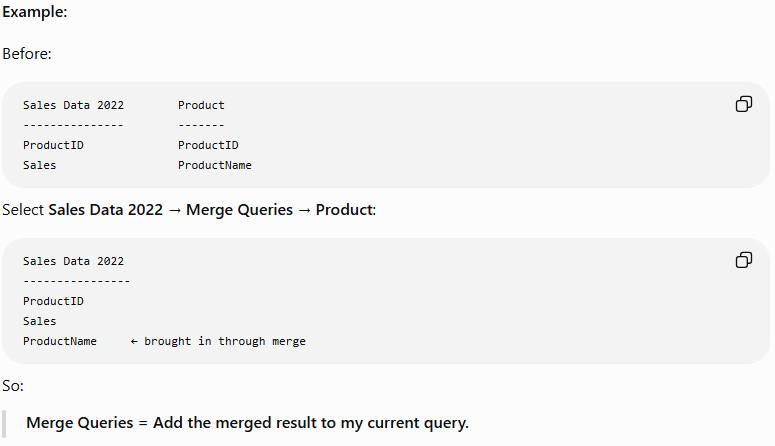 Example:
Before:
Sales Data 2022        Product
---------------        -------
ProductID              ProductID
Sales                  ProductName
Select Sales Data 2022 → Merge Queries → Product:
Sales Data 2022
----------------
ProductID
Sales
ProductName     ← brought in through merge
So:
Merge Queries = Add the merged result to my current query.